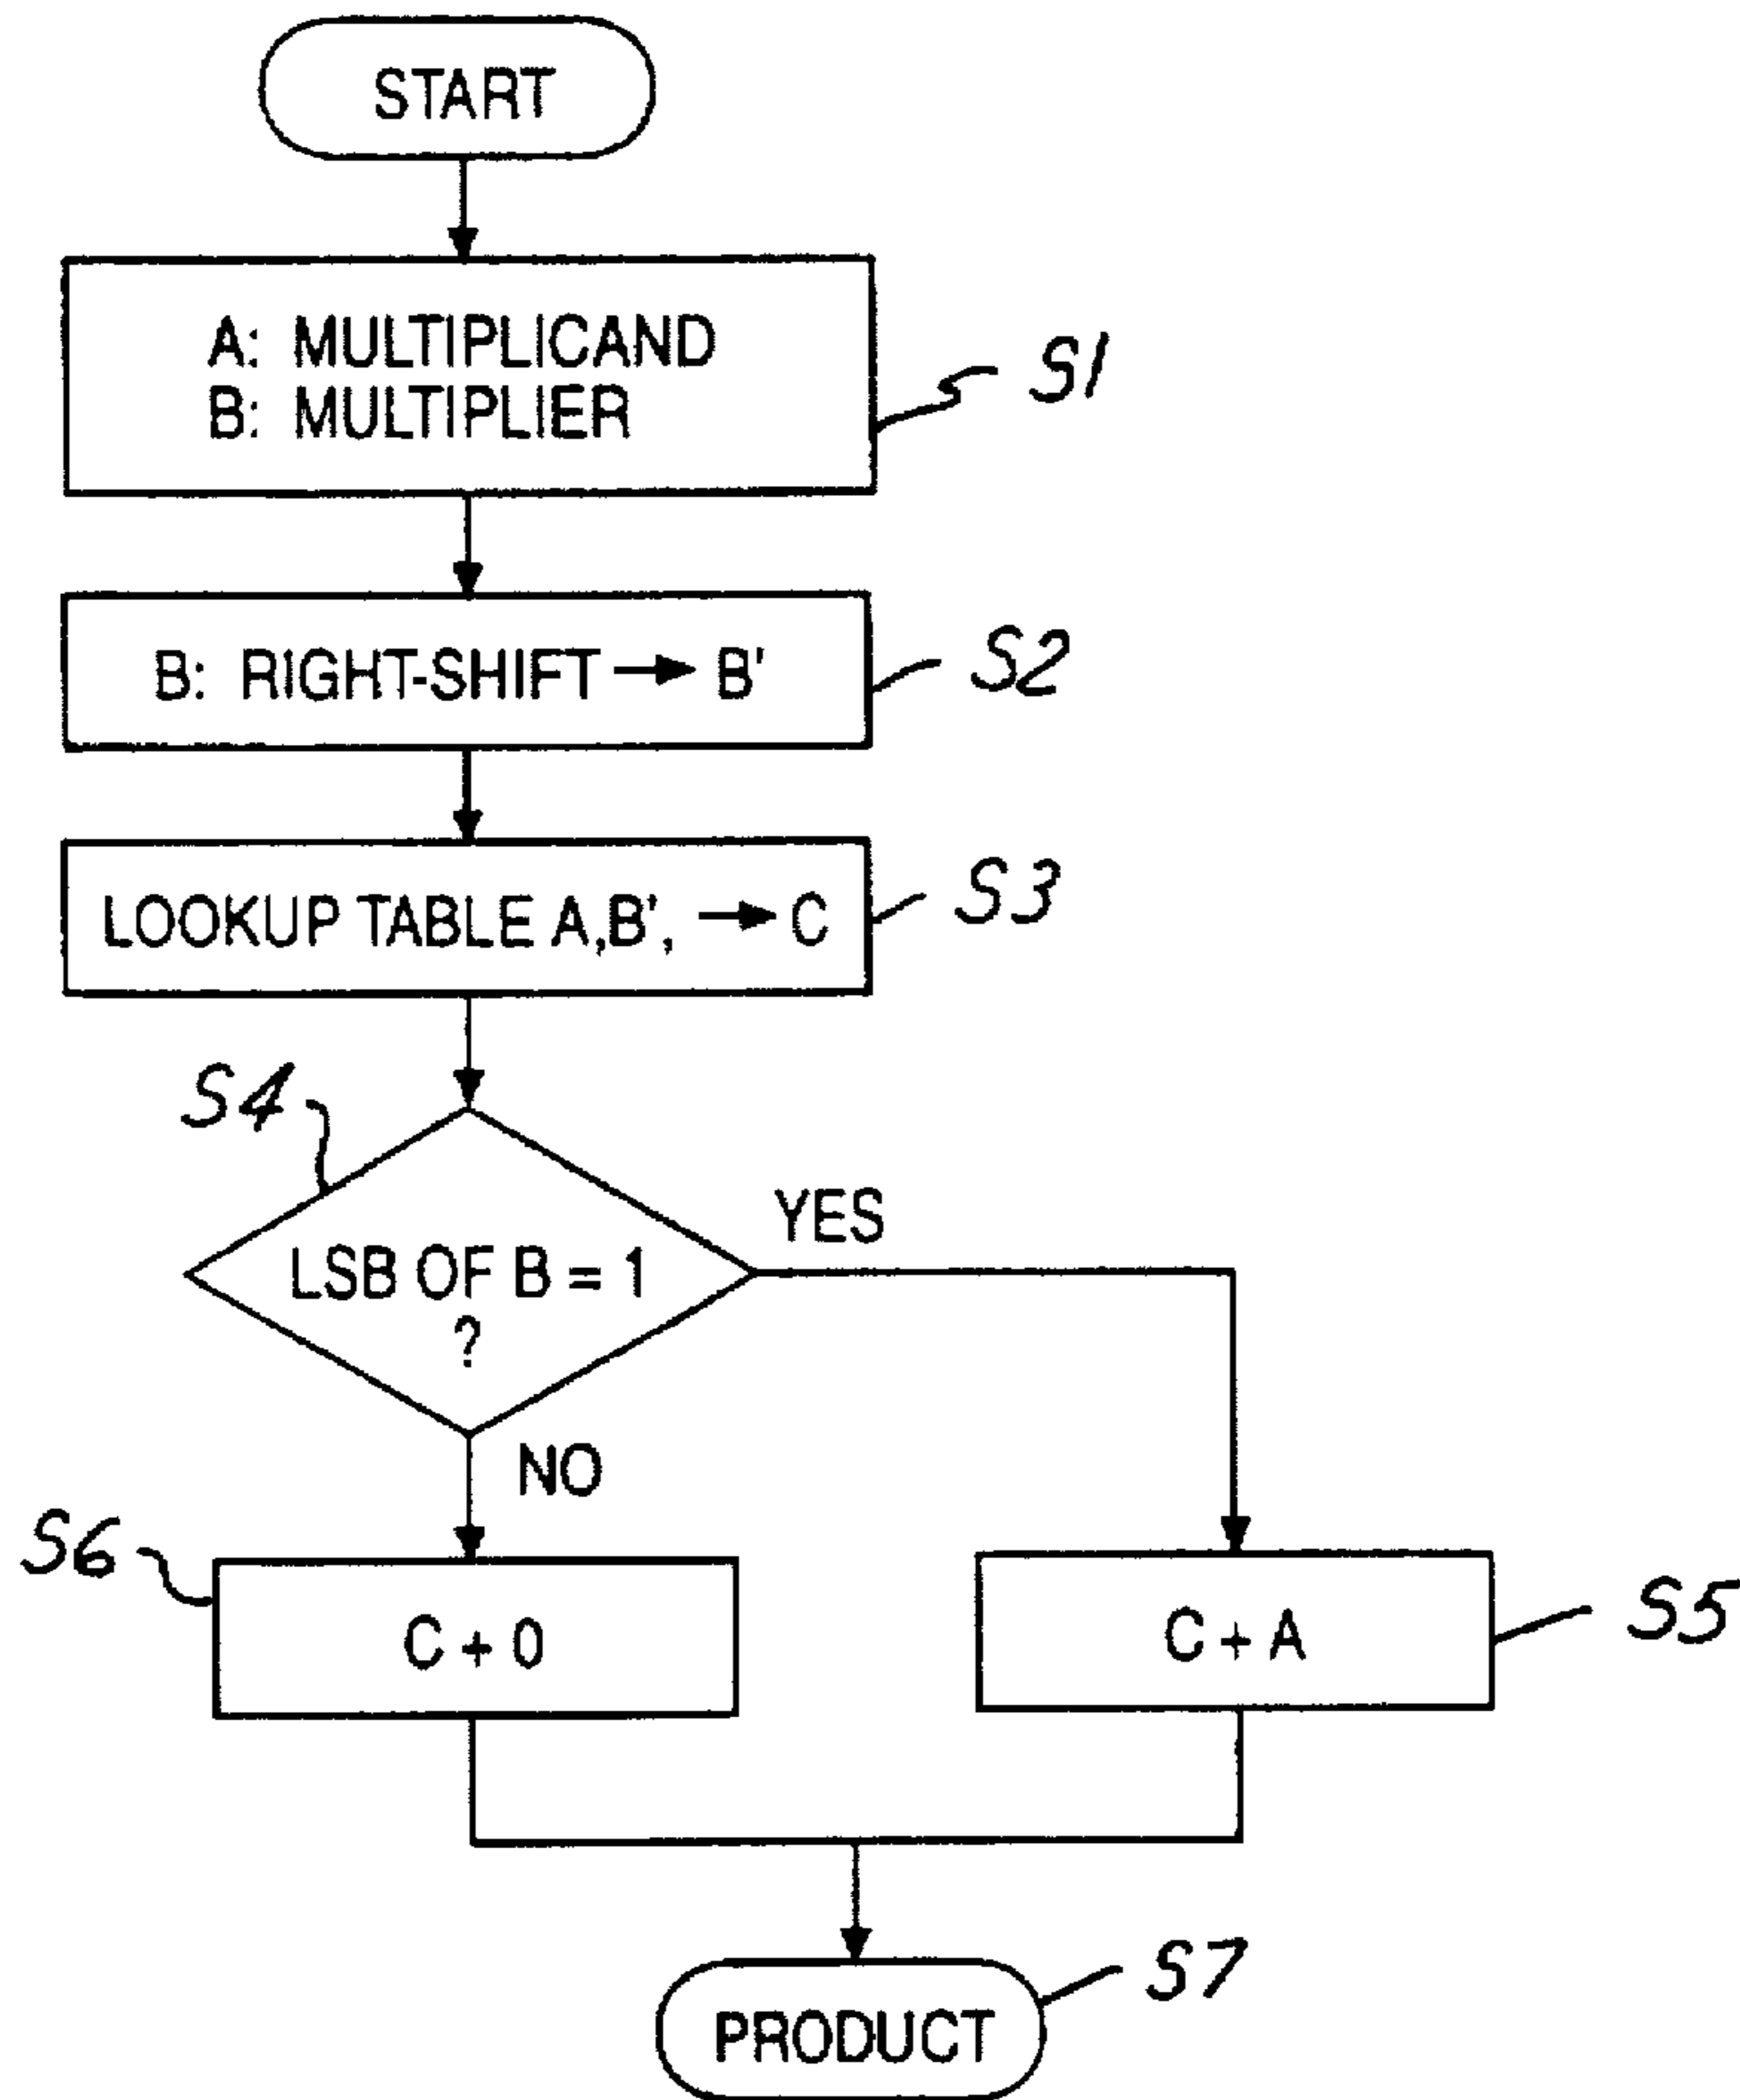 START
A: MULTIPLICAND
B: MULTIPLIER
S1
B: RIGHT-SHIFT → B'
S2
LOOKUP TABLE A,B', → C
S3
S4
LSB OF B = 1
?
YES
NO
S6
C + 0
C + A
S5
PRODUCT
S7